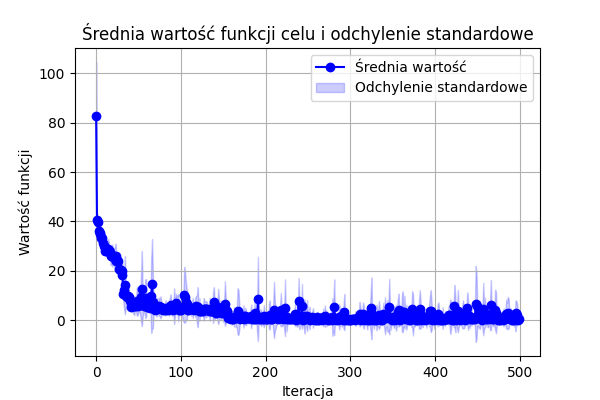 Średnia wartość funkcji celu i odchylenie standardowe
Średnia wartość
Odchylenie standardowe
Wartość funkcji
100
80
60
40
20
0
0 100 200 300 400 500
Iteracja